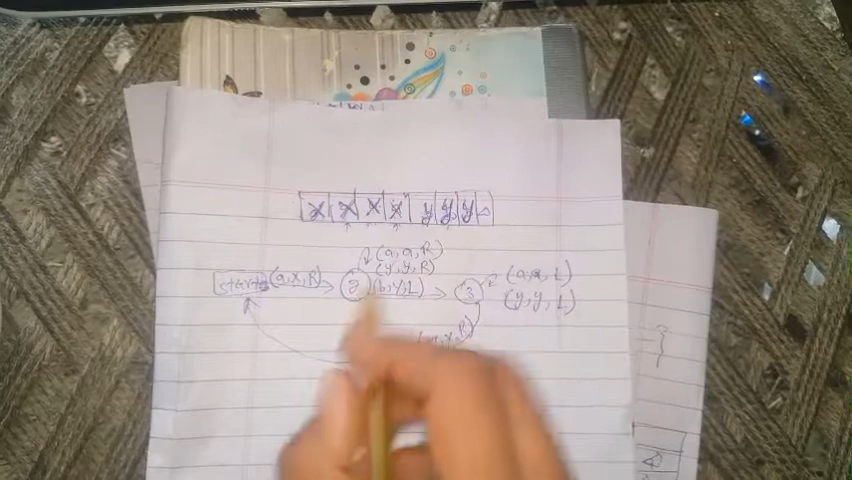 x x x x y y y Δ
(a,a,R)
(y,y,R)
start (a,x,R) 2 (b,y,L) 3 (a,a,L)
(y,y,L)
x,R)